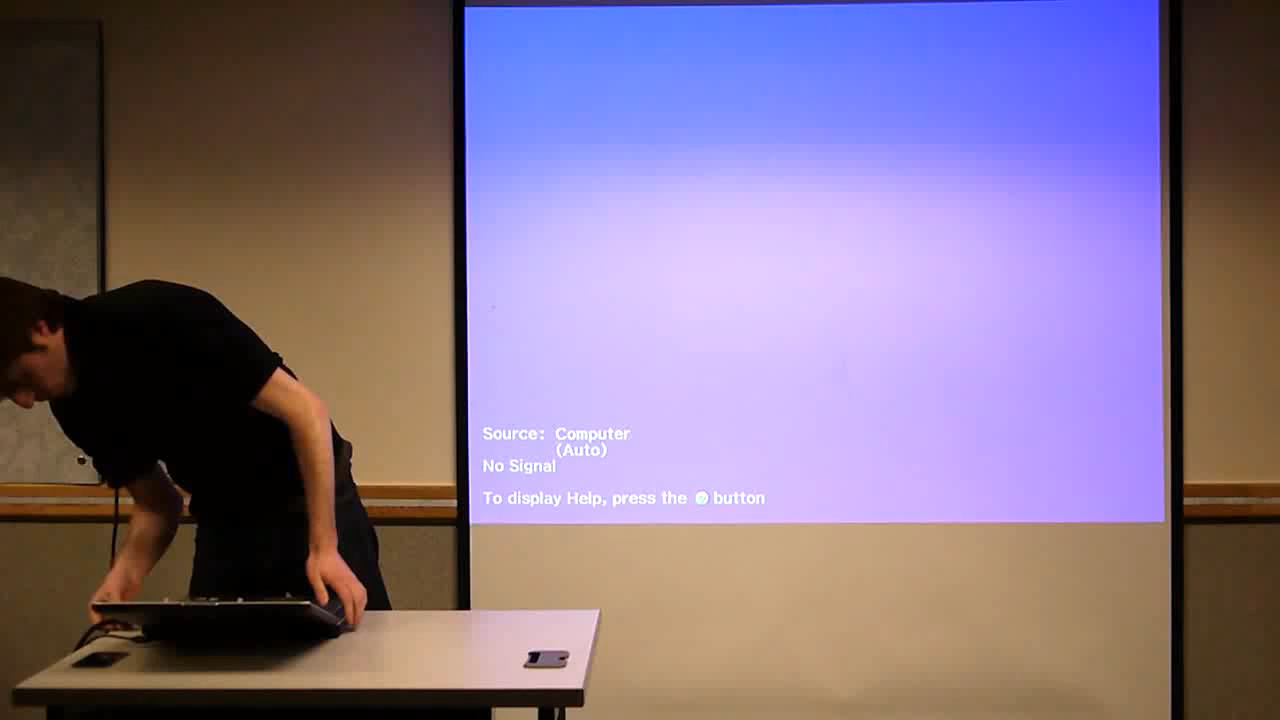 Source: Computer
(Auto)
No Signal
To display Help, press the button